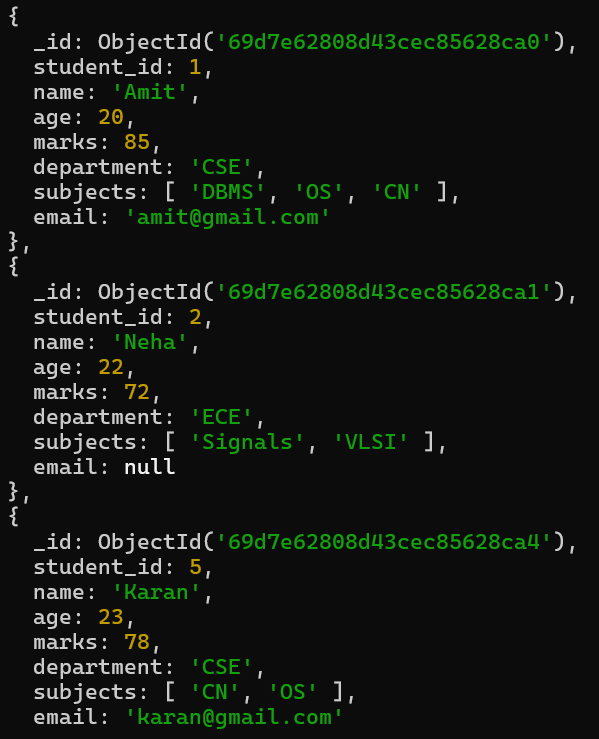 {
  _id: ObjectId('69d7e62808d43cec85628ca0'),
  student_id: 1,
  name: 'Amit',
  age: 20,
  marks: 85,
  department: 'CSE',
  subjects: [ 'DBMS', 'OS', 'CN' ],
  email: 'amit@gmail.com'
},
{
  _id: ObjectId('69d7e62808d43cec85628ca1'),
  student_id: 2,
  name: 'Neha',
  age: 22,
  marks: 72,
  department: 'ECE',
  subjects: [ 'Signals', 'VLSI' ],
  email: null
},
{
  _id: ObjectId('69d7e62808d43cec85628ca4'),
  student_id: 5,
  name: 'Karan',
  age: 23,
  marks: 78,
  department: 'CSE',
  subjects: [ 'CN', 'OS' ],
  email: 'karan@gmail.com'